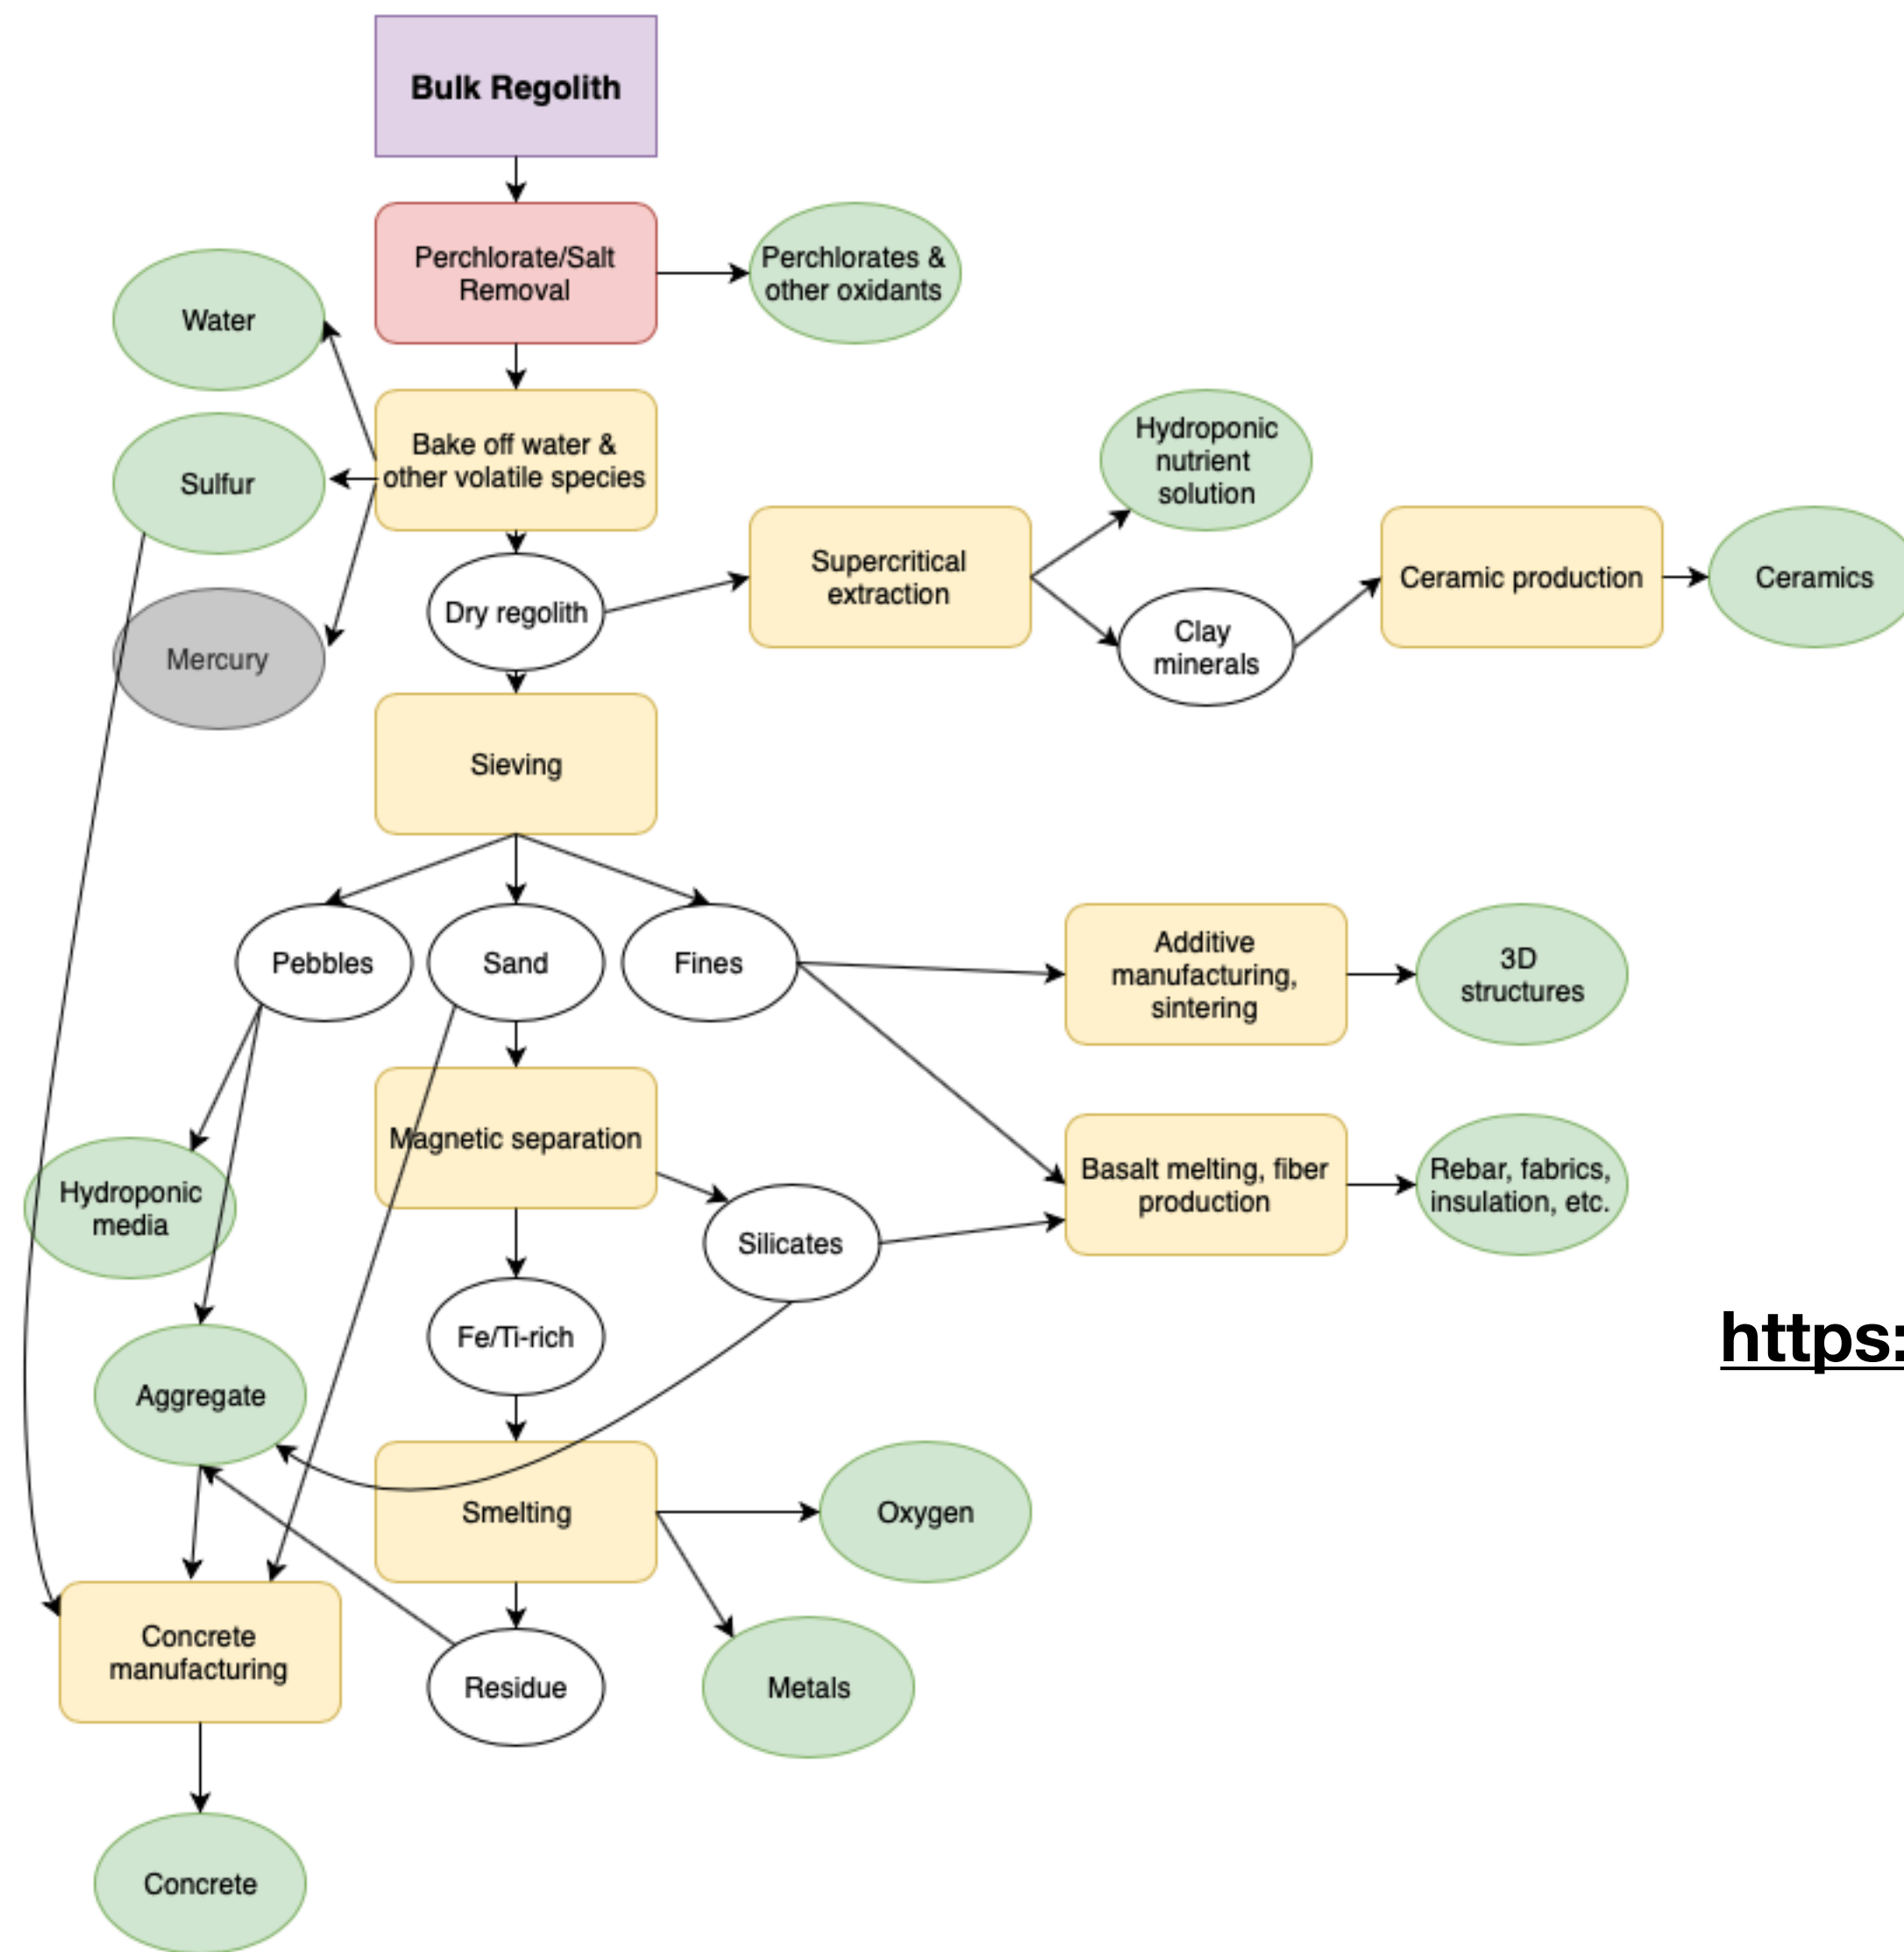 Bulk Regolith
Perchlorate/Salt
Removal
Perchlorates &
other oxidants
Water
Bake off water &
other volatile species
Sulfur
Mercury
Dry regolith
Supercritical
extraction
Hydroponic
nutrient
solution
Clay
minerals
Ceramic production
Ceramics
Sieving
Pebbles
Sand
Fines
Additive
manufacturing,
sintering
3D
structures
Magnetic separation
Hydroponic
media
Silicates
Basalt melting, fiber
production
Rebar, fabrics,
insulation, etc.
Fe/Ti-rich
https:
Aggregate
Smelting
Oxygen
Concrete
manufacturing
Residue
Metals
Concrete